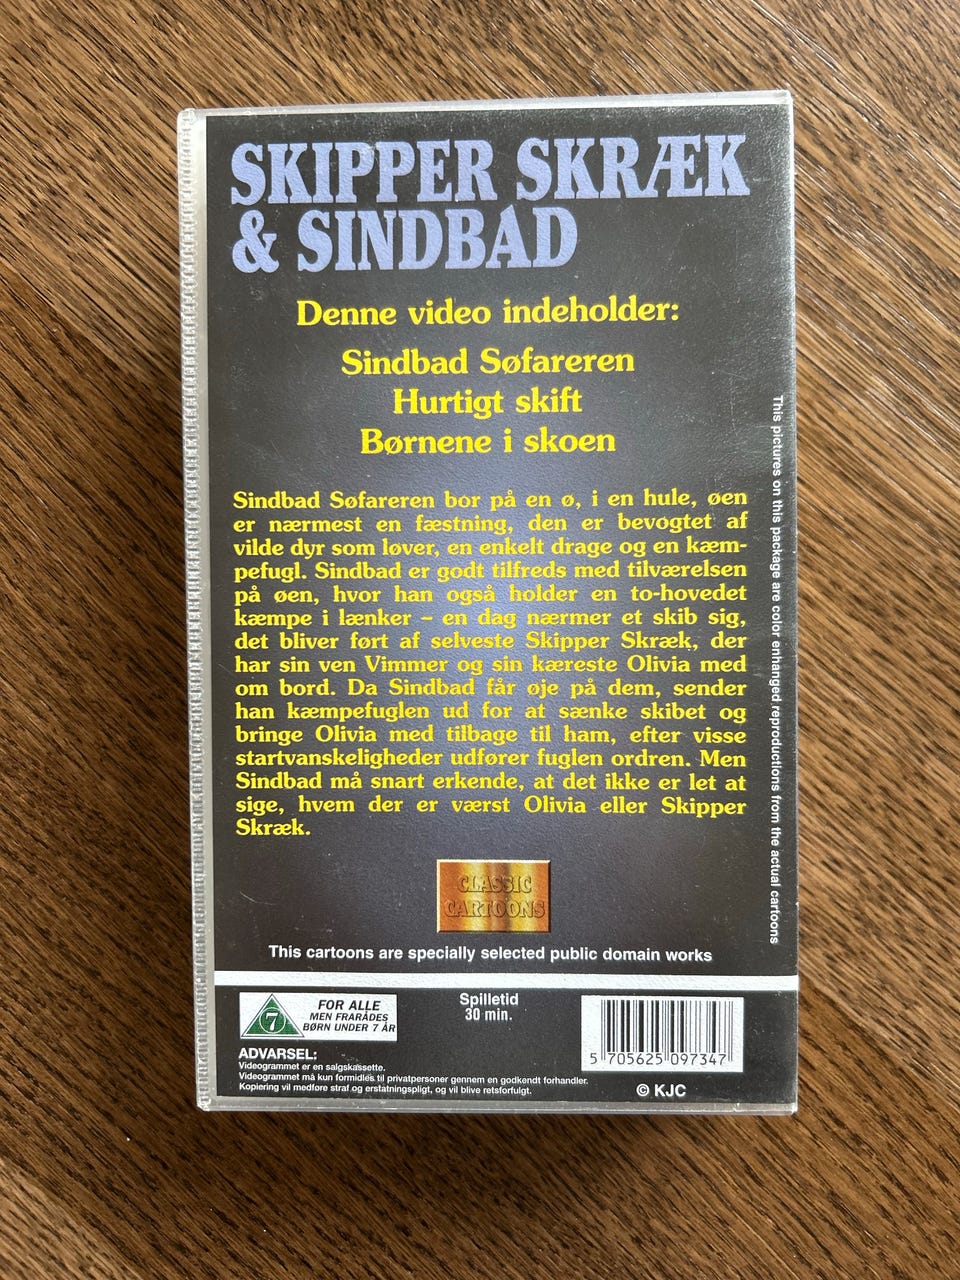 SKIPPER SKRÆK
& SINDBAD
Denne video indeholder:
Sindbad Søfareren
Hurtigt skift
Børnene i skoen
Sindbad Søfareren bor på en ø, i en hule, øen
er nærmest en fæstning, den er bevogtet af
vilde dyr som løver, en enkelt drage og en kæm-
pefugl. Sindbad er godt tilfreds med tilværelsen
på øen, hvor han også holder en to-hovedet
kæmpe i lænker – en dag nærmer et skib sig,
det bliver ført af selveste Skipper Skræk, der
har sin ven Vimmer og sin kæreste Olivia med
om bord. Da Sindbad får øje på dem, sender
han kæmpefuglen ud for at sænke skibet og
bringe Olivia med tilbage til ham, efter visse
startvanskeligheder udfører fuglen ordren. Men
Sindbad må snart erkende, at det ikke er let at
sige, hvem der er værst Olivia eller Skipper
Skræk.
This pictures on this package are color enhanced reproductions from the actual cartoons
CLASSIC
CARTOONS
This cartoons are specially selected public domain works
7
FOR ALLE
MEN FRARÅDES
BØRN UNDER 7 ÅR
Spilletid
30 min.
5 705625 097347
ADVARSEL:
Videogrammet er en salgskassette.
Videogrammet må kun formidles til privatpersoner gennem en godkendt forhandler.
Kopiering vil medføre straf og erstatningspligt, og vil blive retsforfulgt.
© KJC